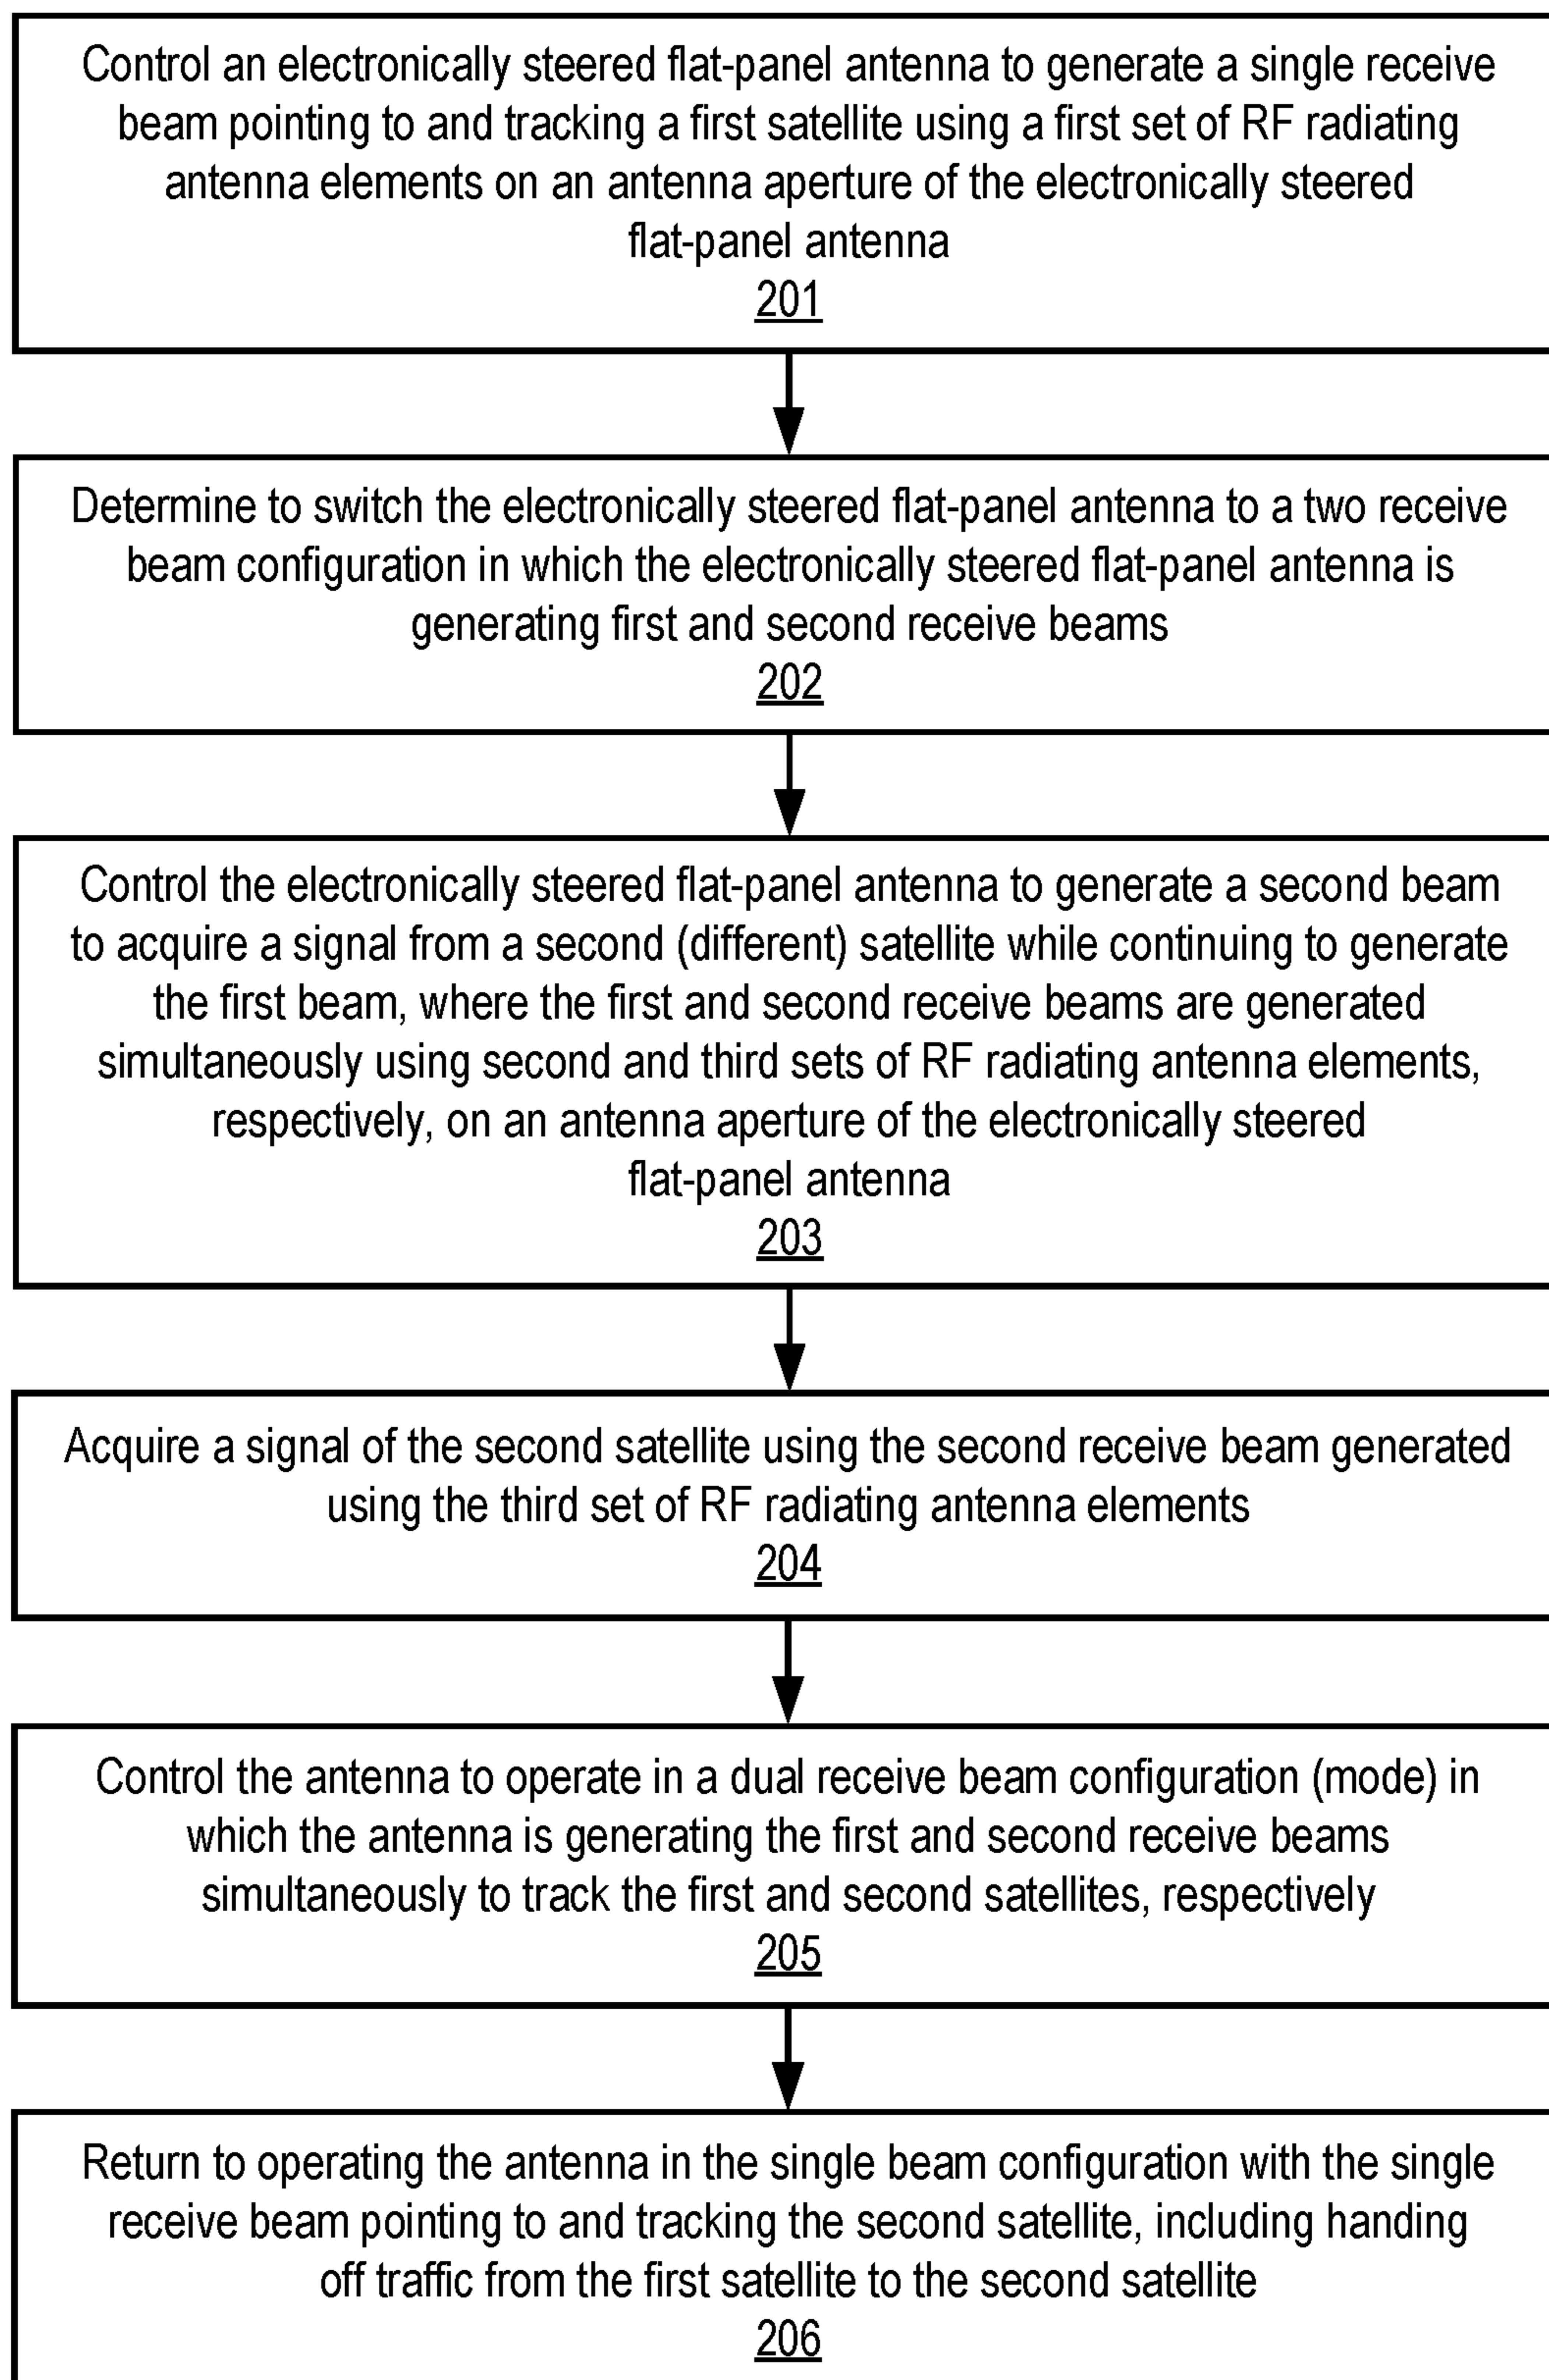 Control an electronically steered flat-panel antenna to generate a single receive
beam pointing to and tracking a first satellite using a first set of RF radiating
antenna elements on an antenna aperture of the electronically steered
flat-panel antenna
201
Determine to switch the electronically steered flat-panel antenna to a two receive
beam configuration in which the electronically steered flat-panel antenna is
generating first and second receive beams
202
Control the electronically steered flat-panel antenna to generate a second beam
to acquire a signal from a second (different) satellite while continuing to generate
the first beam, where the first and second receive beams are generated
simultaneously using second and third sets of RF radiating antenna elements,
respectively, on an antenna aperture of the electronically steered
flat-panel antenna
203
Acquire a signal of the second satellite using the second receive beam generated
using the third set of RF radiating antenna elements
204
Control the antenna to operate in a dual receive beam configuration (mode) in
which the antenna is generating the first and second receive beams
simultaneously to track the first and second satellites, respectively
205
Return to operating the antenna in the single beam configuration with the single
receive beam pointing to and tracking the second satellite, including handing
off traffic from the first satellite to the second satellite
206